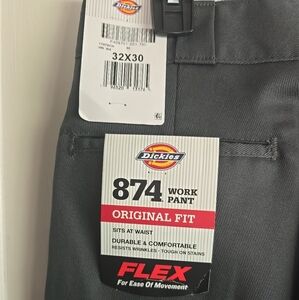 Dickies
32X30
Dickies
874 WORK PANT
ORIGINAL FIT
SITS AT WAIST
DURABLE & COMFORTABLE
RESISTS WRINKLES • TOUGH ON STAINS
FLEX
For Ease Of Movement